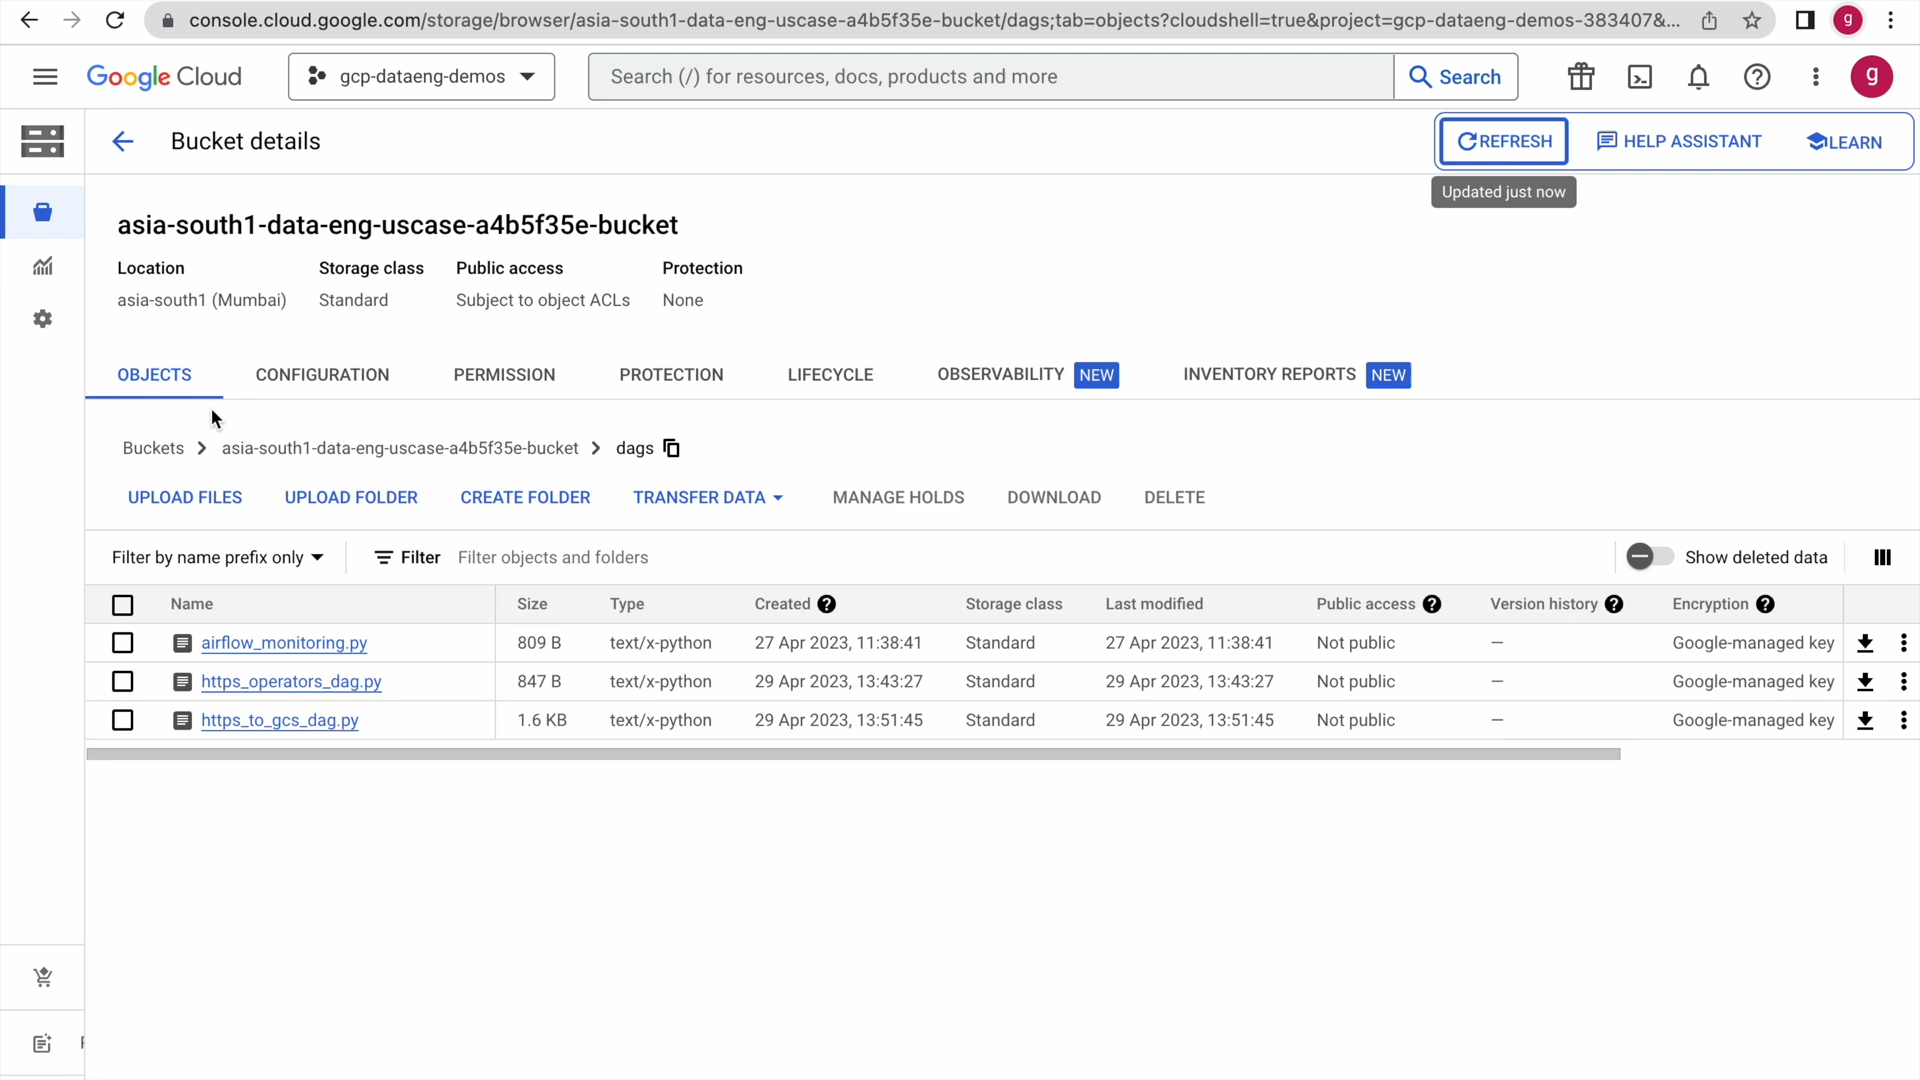 console.cloud.google.com/storage/browser/asia-south1-data-eng-uscase-a4b5f35e-bucket/dags;tab=objects?cloudshell=true&project=gcp-dataeng-demos-383407&... g
Google Cloud gcp-dataeng-demos Search (/) for resources, docs, products and more Search g
Bucket details REFRESH HELP ASSISTANT LEARN
Updated just now
asia-south1-data-eng-uscase-a4b5f35e-bucket
Location Storage class Public access Protection
asia-south1 (Mumbai) Standard Subject to object ACLs None
OBJECTS CONFIGURATION PERMISSION PROTECTION LIFECYCLE OBSERVABILITY NEW INVENTORY REPORTS NEW
Buckets > asia-south1-data-eng-uscase-a4b5f35e-bucket > dags
UPLOAD FILES UPLOAD FOLDER CREATE FOLDER TRANSFER DATA MANAGE HOLDS DOWNLOAD DELETE
Filter by name prefix only Filter Filter objects and folders Show deleted data
Name Size Type Created Storage class Last modified Public access Version history Encryption
airflow_monitoring.py 809 B text/x-python 27 Apr 2023, 11:38:41 Standard 27 Apr 2023, 11:38:41 Not public — Google-managed key
https_operators_dag.py 847 B text/x-python 29 Apr 2023, 13:43:27 Standard 29 Apr 2023, 13:43:27 Not public — Google-managed key
https_to_gcs_dag.py 1.6 KB text/x-python 29 Apr 2023, 13:51:45 Standard 29 Apr 2023, 13:51:45 Not public — Google-managed key